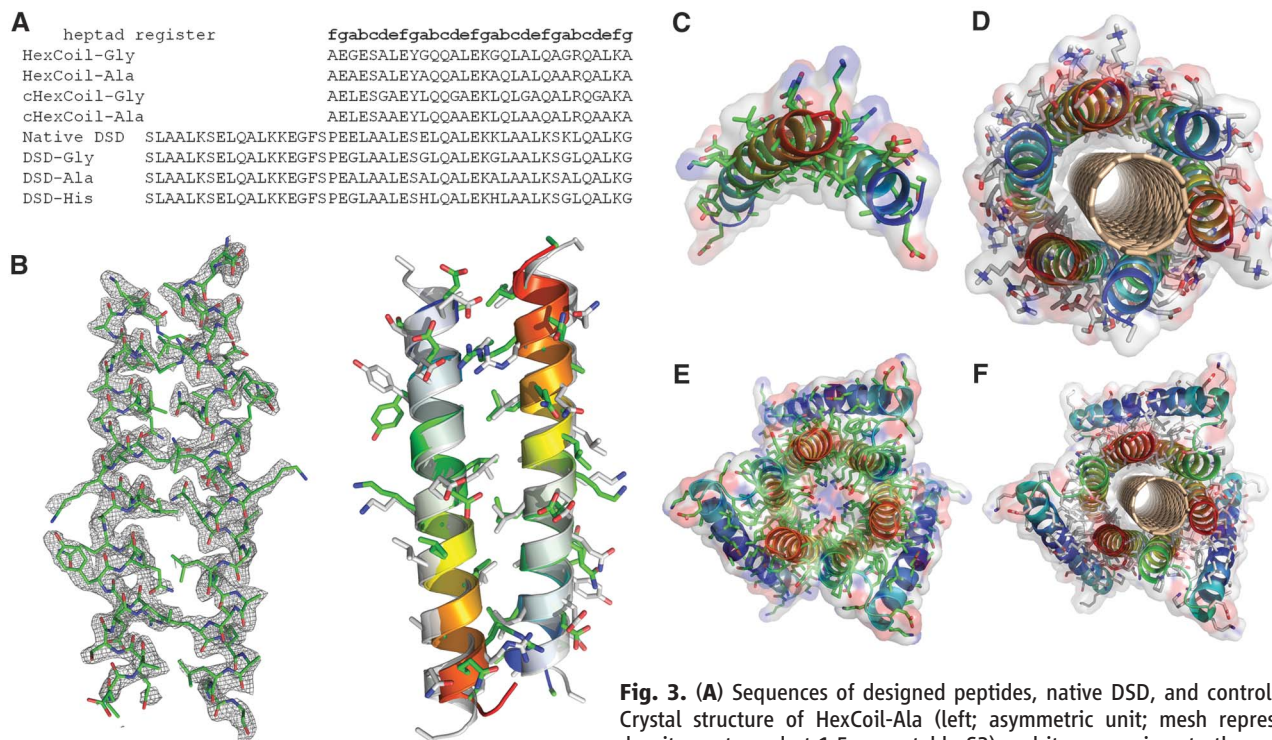 A
heptad register fgabcdefgabcdefgabcdefgabcdefg
HexCoil-Gly AEGESALEYGQQALEKGQLALQAGRQALKA
HexCoil-Ala AEAESALEYAQQALEKAQLALQAARQALKA
cHexCoil-Gly AELESGAEYLQQGAEKLQLGAQALRQGAKA
cHexCoil-Ala AELESAAEYLQQAAEKLQLAAQALRQAAKA
Native DSD SLAALKSELQALKKEGFSPEELAALESELQALEKKLAALKSKLQALKG
DSD-Gly SLAALKSELQALKKEGFSPEGLAALESGLQALEKGLAALKSGLQALKG
DSD-Ala SLAALKSELQALKKEGFSPEALAALESALQALEKALAALKSALQALKG
DSD-His SLAALKSELQALKKEGFSPEGLAALESHLQALEKHLAALKSGLQALKG
B
C
D
E
F
Fig. 3. (A) Sequences of designed peptides, native DSD, and control
Crystal structure of HexCoil-Ala (left; asymmetric unit; mesh repres